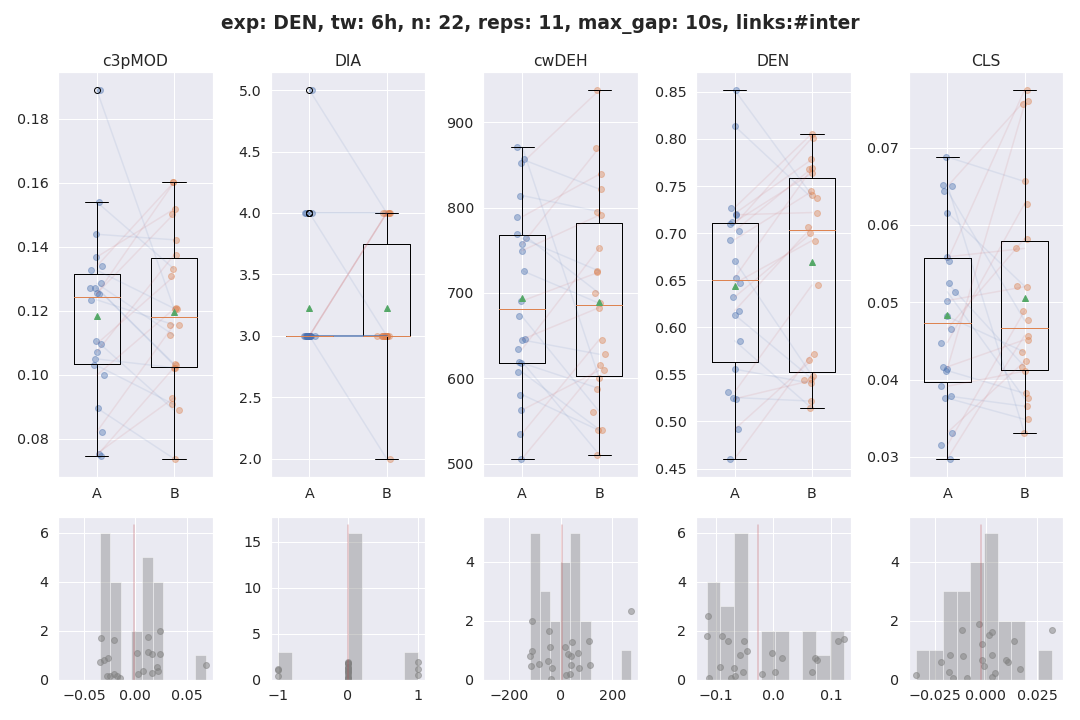 exp: DEN, tw: 6h, n: 22, reps: 11, max_gap: 10s, links:#inter
c3pMOD DIA cwDEH DEN CLS
0.18 0.16 0.14 0.12 0.10 0.08
5.0 4.5 4.0 3.5 3.0 2.5 2.0
900 800 700 600 500
0.85 0.80 0.75 0.70 0.65 0.60 0.55 0.50 0.45
0.07 0.06 0.05 0.04 0.03
A B A B A B A B A B
6 4 2 0
15 10 5 3 0
4 2 0
6 4 2 0
4 2 0
−0.05 0.00 0.05
−1 0 1
−200 0 200
−0.1 0.0 0.1
−0.025 0.000 0.025